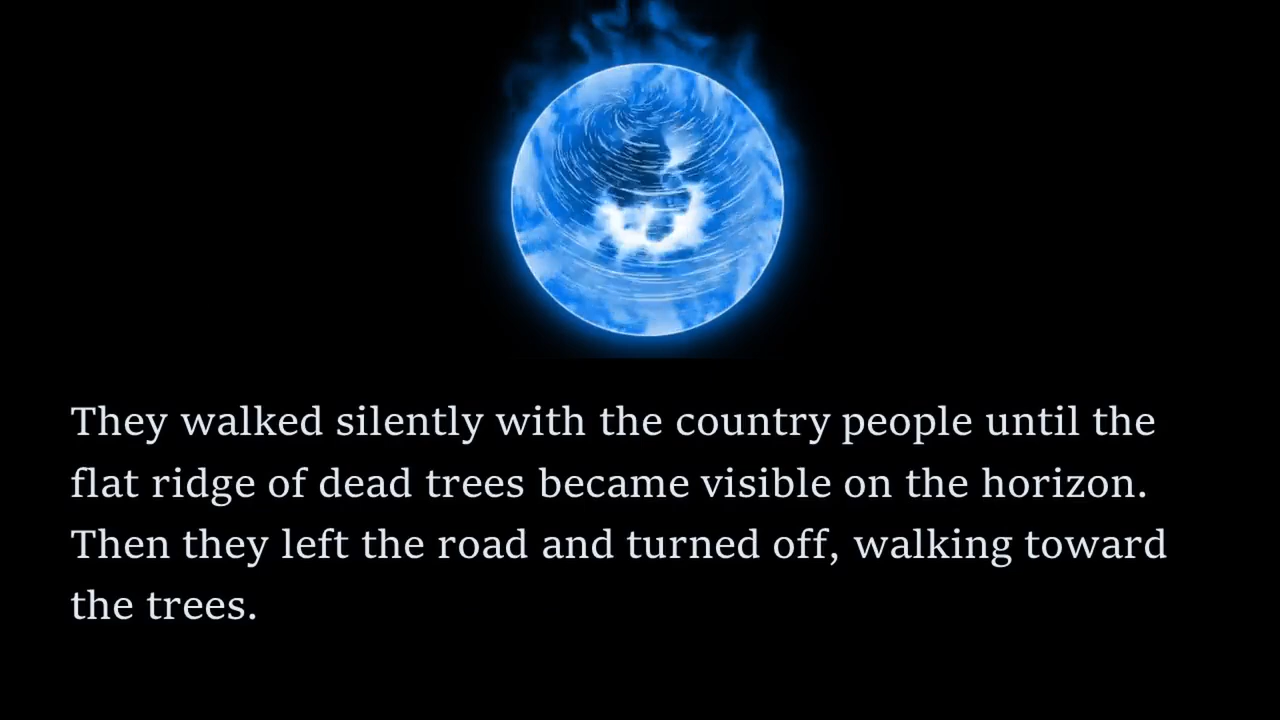 They walked silently with the country people until the
flat ridge of dead trees became visible on the horizon.
Then they left the road and turned off, walking toward
the trees.